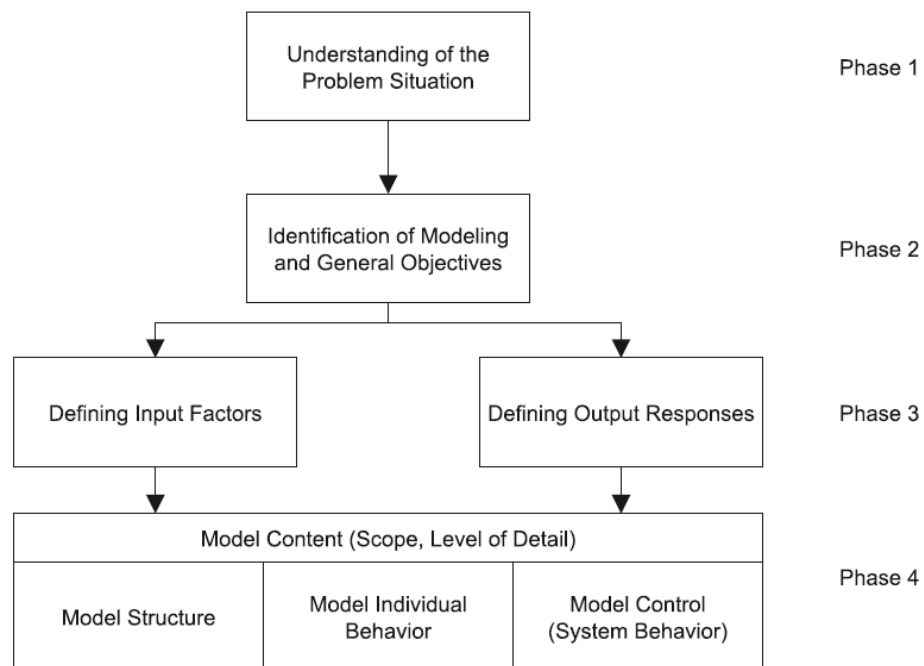 Understanding of the
Problem Situation
Phase 1
Identification of Modeling
and General Objectives
Phase 2
Defining Input Factors
Defining Output Responses
Phase 3
Model Content (Scope, Level of Detail)
Phase 4
Model Structure
Model Individual
Behavior
Model Control
(System Behavior)